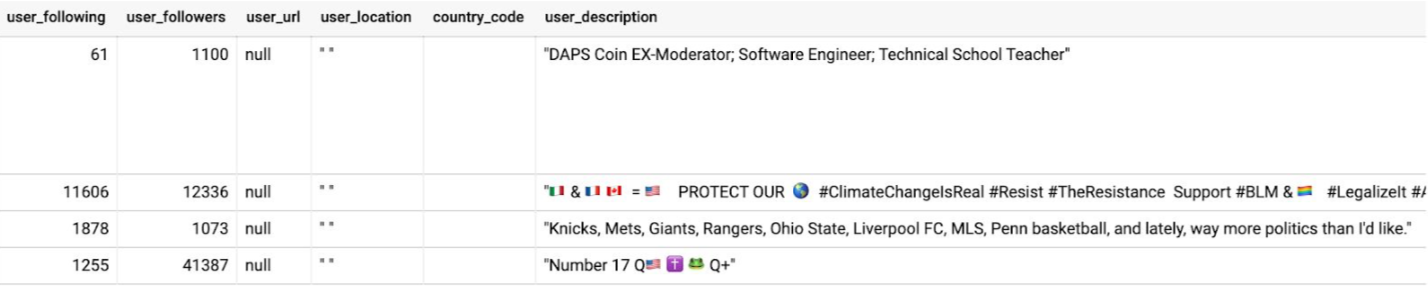 user_following user_followers user_url user_location country_code user_description
61 1100 null " " "DAPS Coin EX-Moderator; Software Engineer; Technical School Teacher"
11606 12336 null " " "🇮🇹 & 🇫🇷 🇨🇦 = 🇺🇸 PROTECT OUR 🌎 #ClimateChangeIsReal #Resist #TheResistance Support #BLM & 🏳️‍🌈 #LegalizeIt #A
1878 1073 null " " "Knicks, Mets, Giants, Rangers, Ohio State, Liverpool FC, MLS, Penn basketball, and lately, way more politics than I'd like."
1255 41387 null " " "Number 17 Q🇺🇸 ✝️ 🐸 Q+"